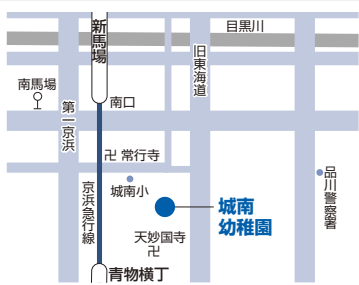 目黒川
新馬場
旧東海道
南馬場
南口
第一京浜
卍 常行寺
城南小
品川警察署
京浜急行線
城南
幼稚園
天妙国寺
卍
青物横丁